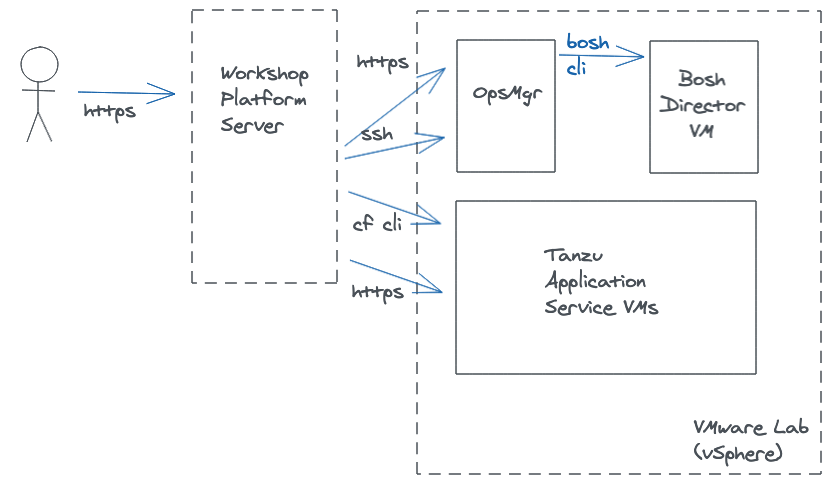 https
Workshop
Platform
Server
https
ssh
cf cli
https
OpsMgr
bosh
cli
Bosh
Director
VM
Tanzu
Application
Service VMs
VMware Lab
(vSphere)